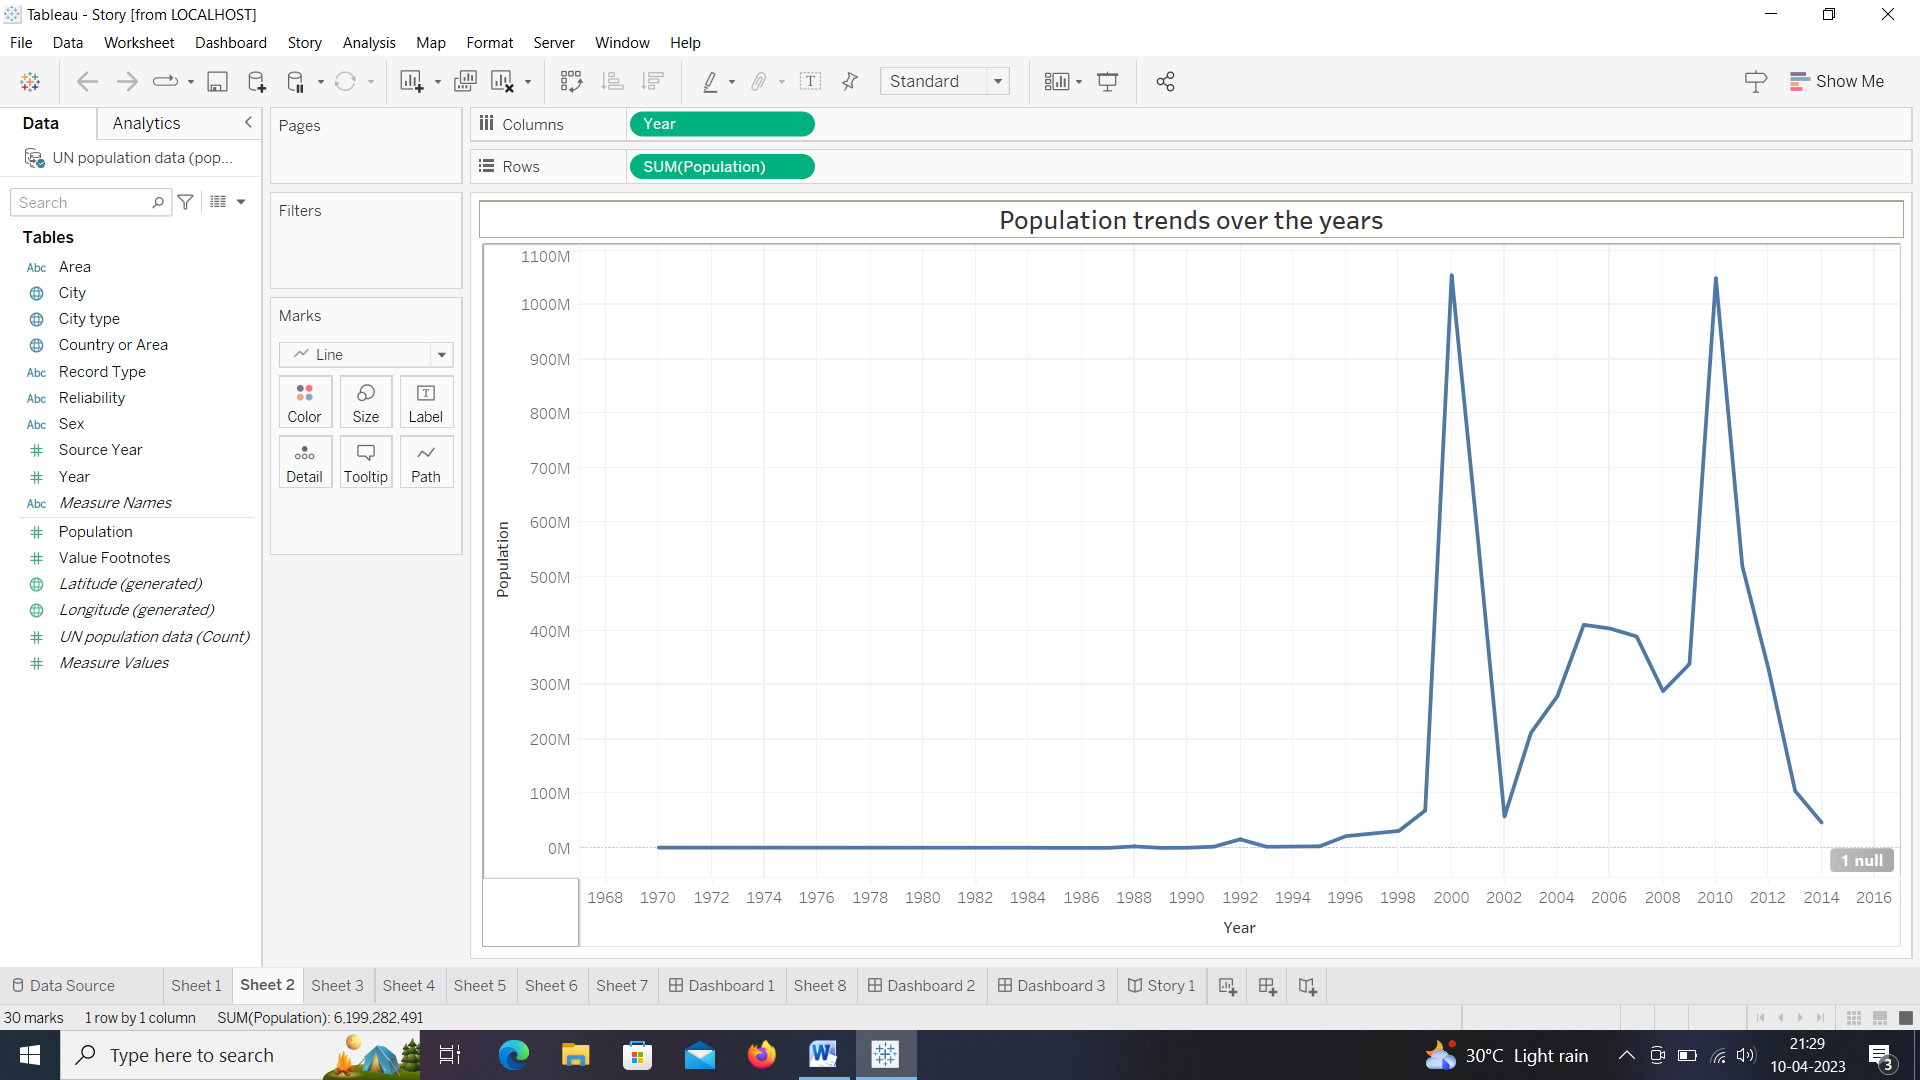 Tableau - Story [from LOCALHOST]
File Data Worksheet Dashboard Story Analysis Map Format Server Window Help
Standard
Show Me
Data Analytics
UN population data (pop...
Search
Tables
Abc Area
City
City type
Country or Area
Abc Record Type
Abc Reliability
Abc Sex
Source Year
Year
Abc Measure Names
Population
Value Footnotes
Latitude (generated)
Longitude (generated)
UN population data (Count)
Measure Values
Pages
Filters
Marks
Line
Color Size Label
Detail Tooltip Path
Columns Year
Rows SUM(Population)
Population trends over the years
1100M
1000M
900M
800M
700M
600M
500M
400M
300M
200M
100M
0M
Population
1 null
1968 1970 1972 1974 1976 1978 1980 1982 1984 1986 1988 1990 1992 1994 1996 1998 2000 2002 2004 2006 2008 2010 2012 2014 2016
Year
Data Source Sheet 1 Sheet 2 Sheet 3 Sheet 4 Sheet 5 Sheet 6 Sheet 7 Dashboard 1 Sheet 8 Dashboard 2 Dashboard 3 Story 1
30 marks 1 row by 1 column SUM(Population): 6,199,282,491
Type here to search
30°C Light rain
21:29
10-04-2023
3